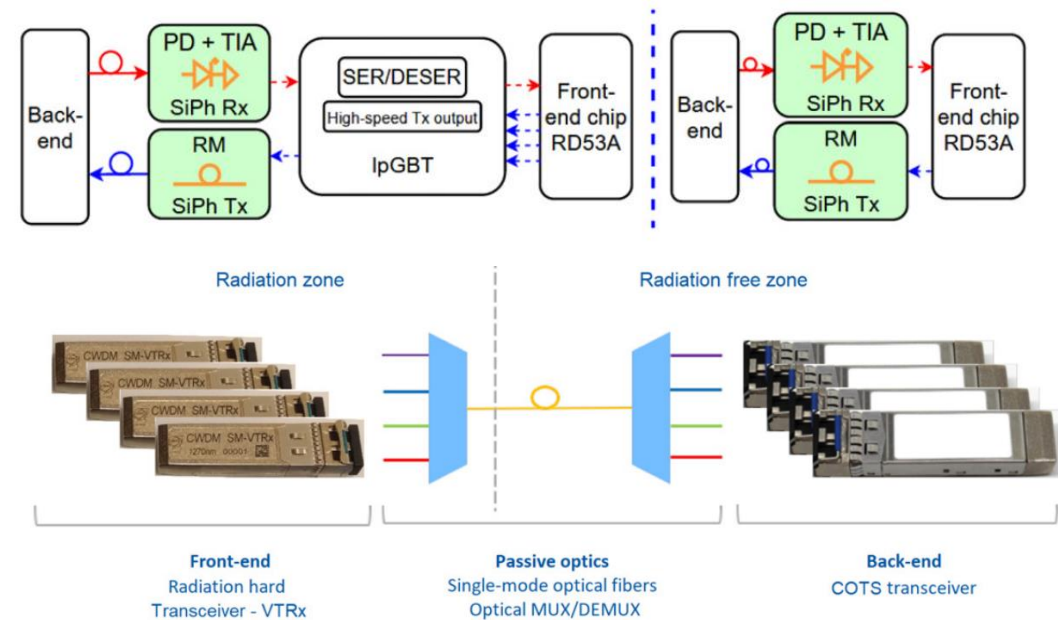 PD + TIA
SiPh Rx
Back-
end
RM
SiPh Tx
SER/DESER
High-speed Tx output
lpGBT
Front-
end chip
RD53A
PD + TIA
SiPh Rx
Back-
end
RM
SiPh Tx
Front-
end chip
RD53A
Radiation zone
Radiation free zone
CWDM SM-VTRx
CWDM SM-VTRx
CWDM SM-VTRx
CWDM SM-VTRx
1270nm 00001
Front-end
Radiation hard
Transceiver - VTRx
Passive optics
Single-mode optical fibers
Optical MUX/DEMUX
Back-end
COTS transceiver